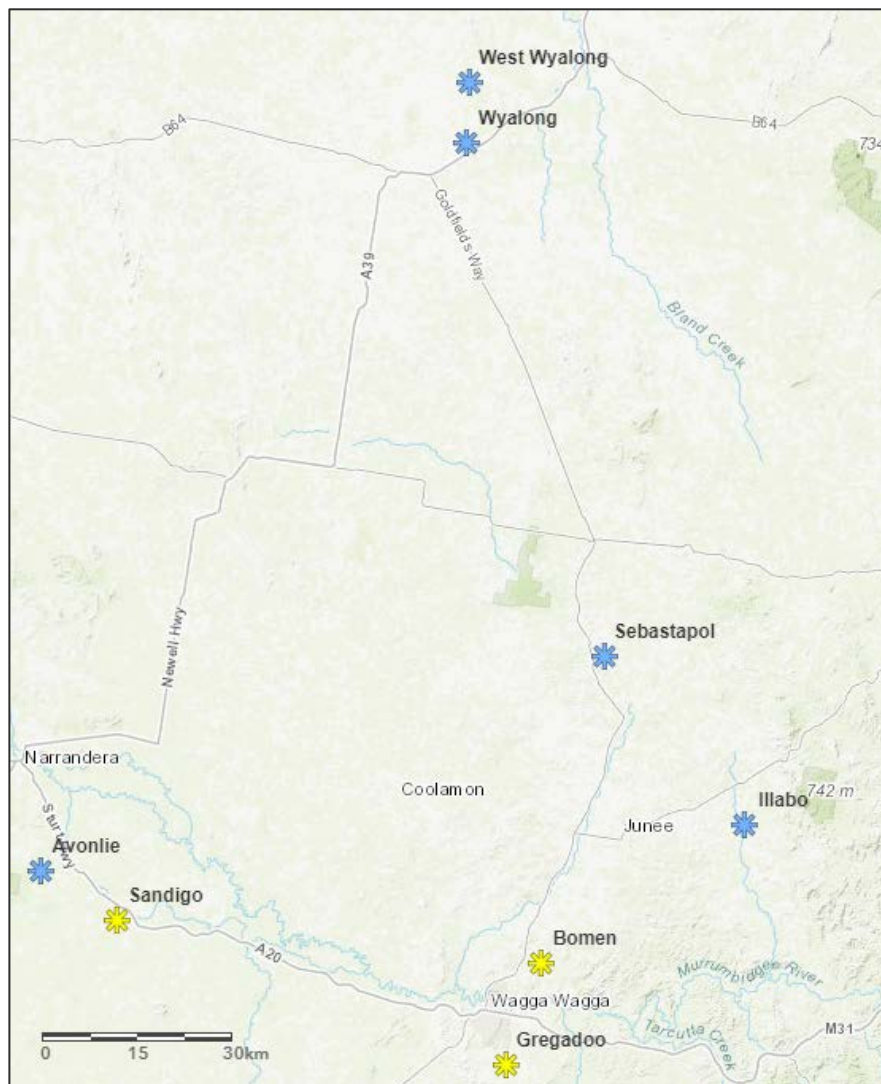 West Wyalong
B64
Wyalong
B64
734
Goldfields Way
A39
Bland Creek
Sebastapol
Newell Hwy
Narrandera
Coolamon
742 m
Illabo
Junee
Sturt Hwy
Avonlie
Sandigo
Bomen
A20
Murrumbidgee River
Wagga Wagga
Tarcutta Creek
M31
Gregadoo
0 15 30km